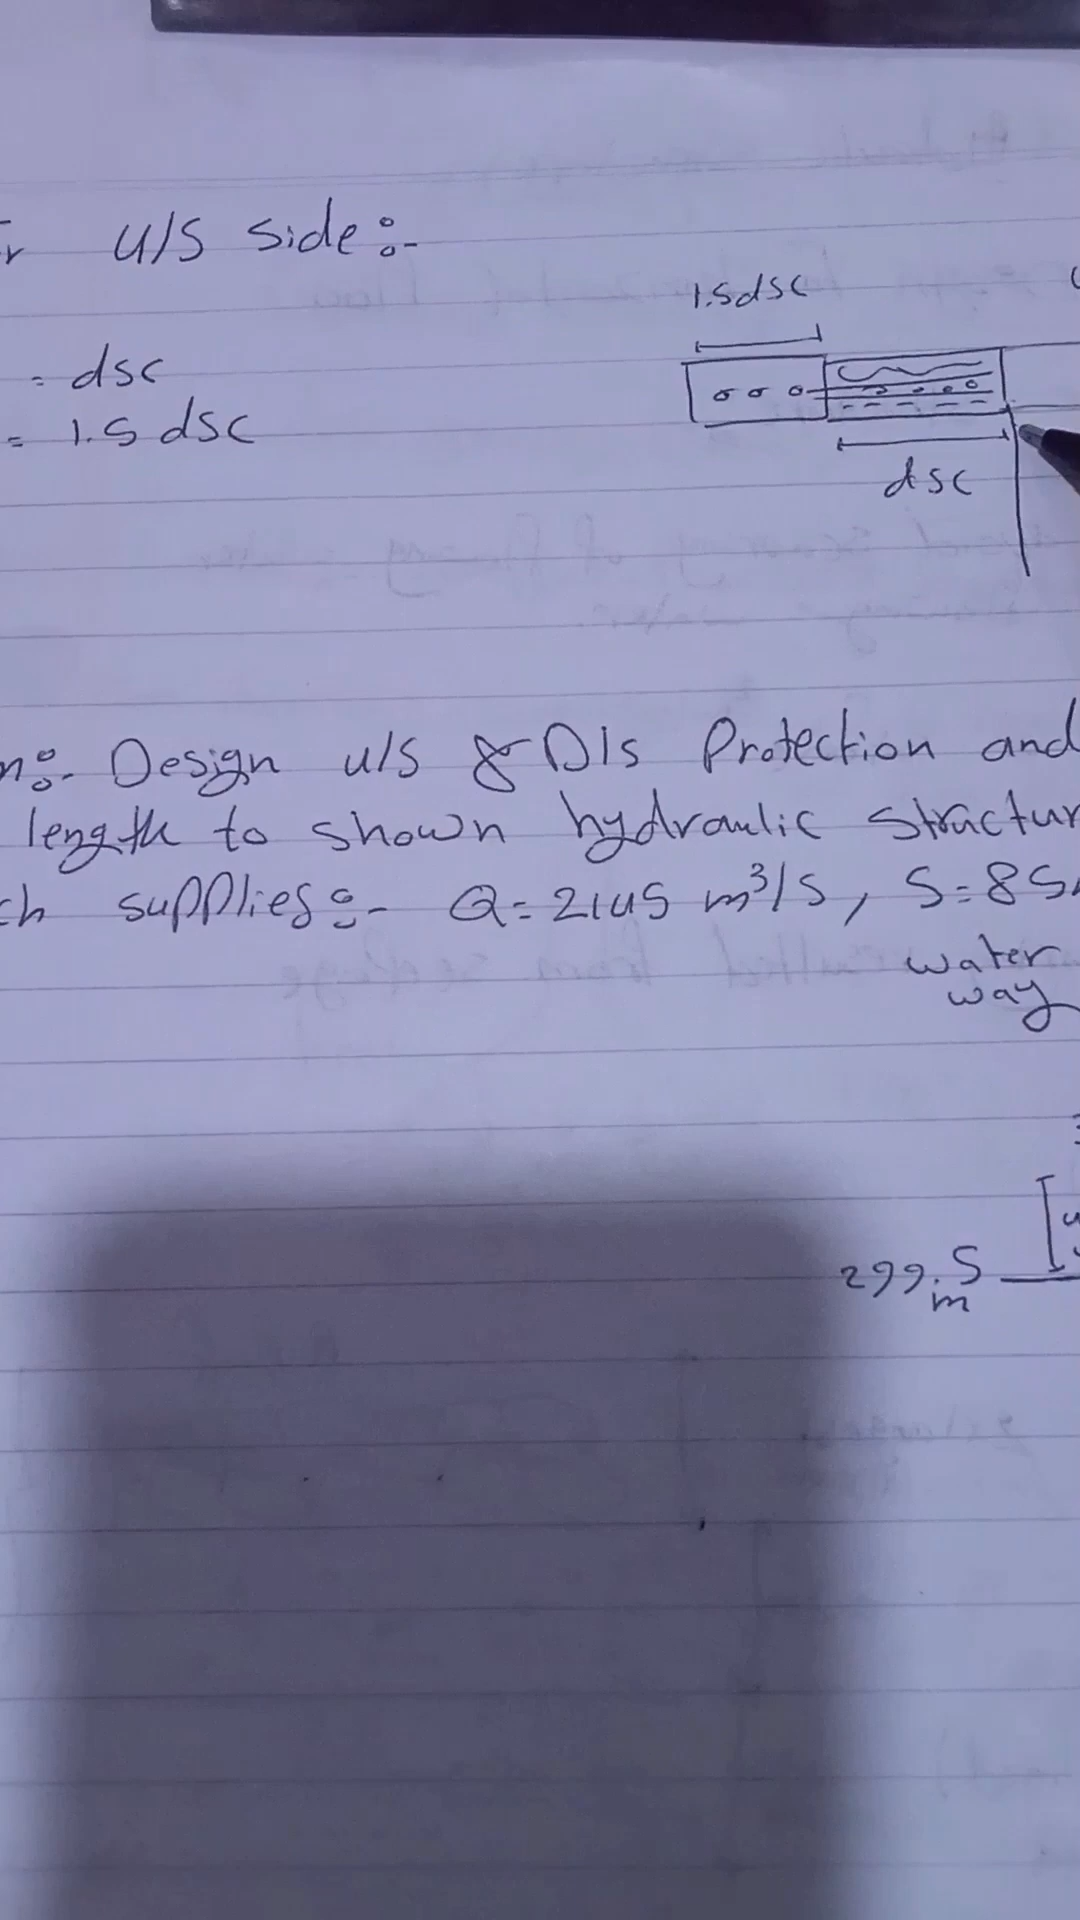 U/S side:-
1.5dsc
= dsc
= 1.5 dsc
dsc
Design u/s & D/s Protection and
length to shown hydraulic structur
supplies:- Q=2145 m³/s, S=85
water
way
299.5
m